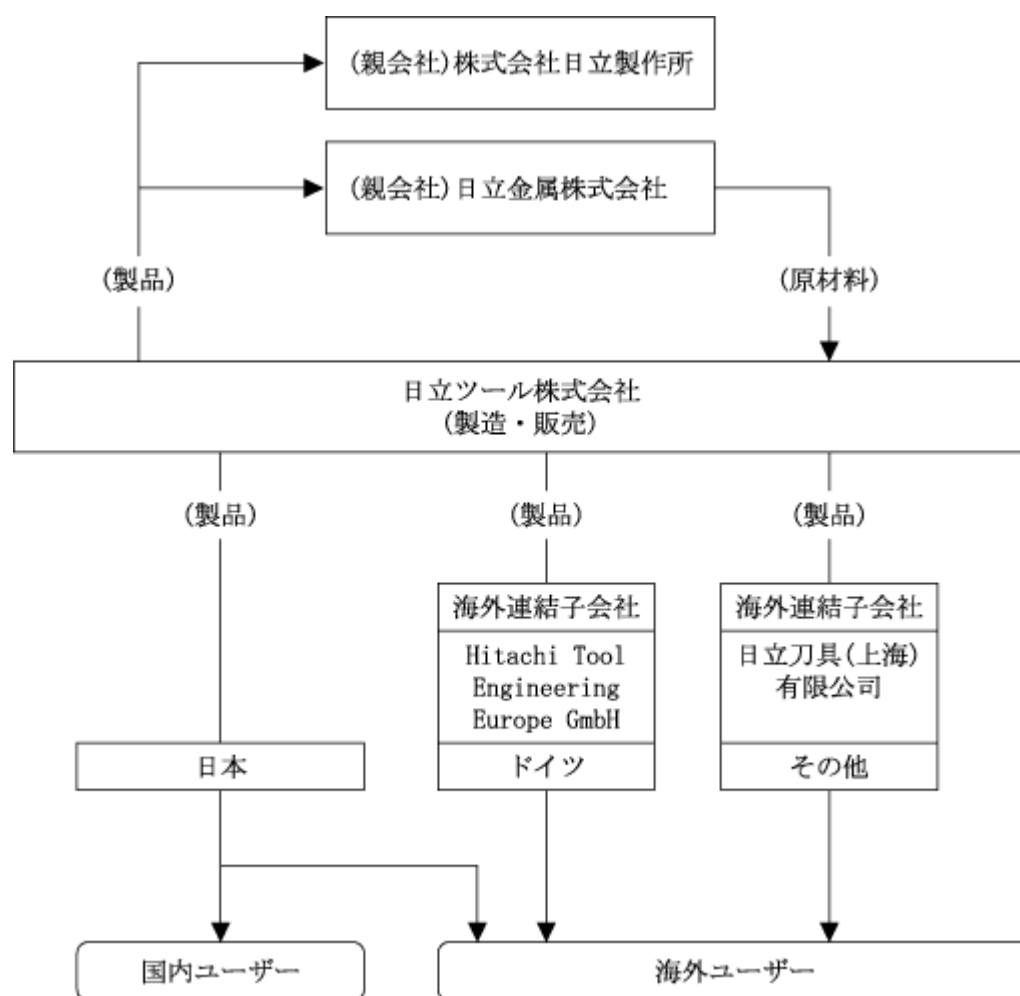 (親会社)株式会社日立製作所
(親会社)日立金属株式会社
(製品)
(原材料)
日立ツール株式会社
(製造・販売)
(製品)
(製品)
(製品)
海外連結子会社
Hitachi Tool
Engineering
Europe GmbH
ドイツ
海外連結子会社
日立刀具(上海)
有限公司
その他
日本
国内ユーザー
海外ユーザー